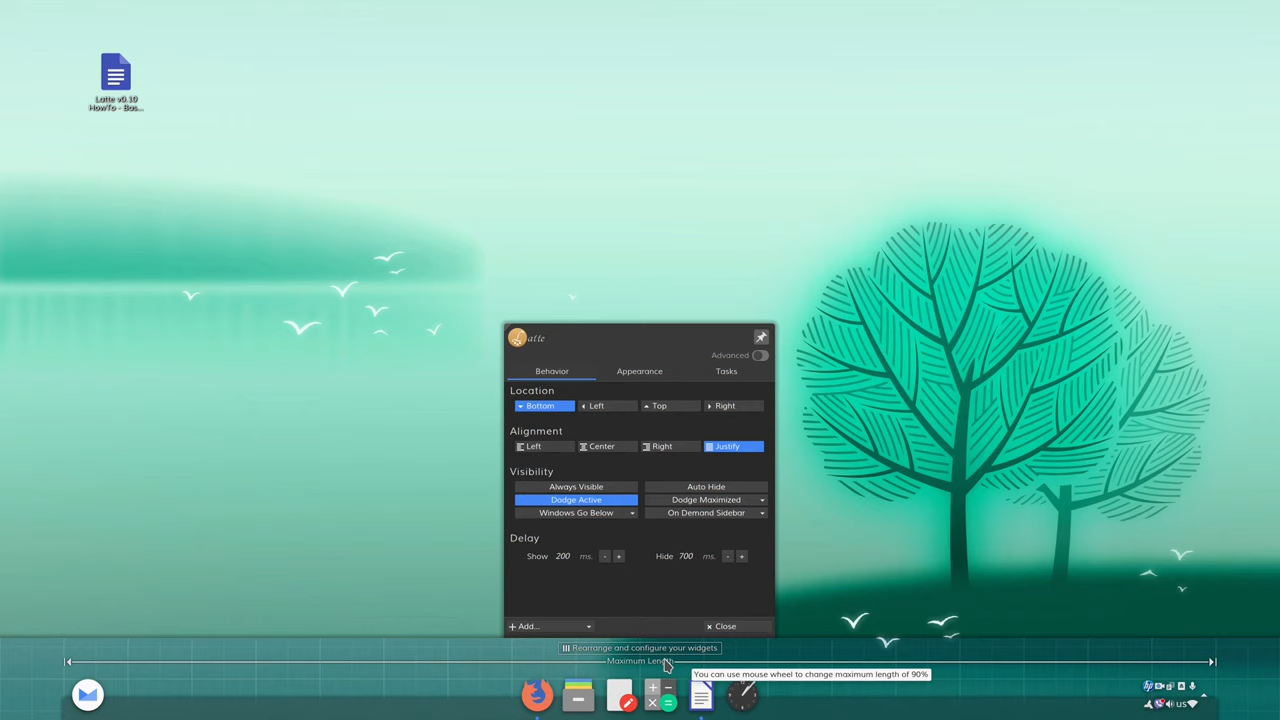 Latte v0.10
HowTo - Bas...
atte
Advanced
Behavior
Appearance
Tasks
Location
Bottom
Left
Top
Right
Alignment
Left
Center
Right
Justify
Visibility
Always Visible
Auto Hide
Dodge Active
Dodge Maximized
Windows Go Below
On Demand Sidebar
Delay
Show 200 ms. - +
Hide 700 ms. - +
Add...
Close
Rearrange and configure your widgets
Maximum Length
You can use mouse wheel to change maximum length of 90%
hp
us